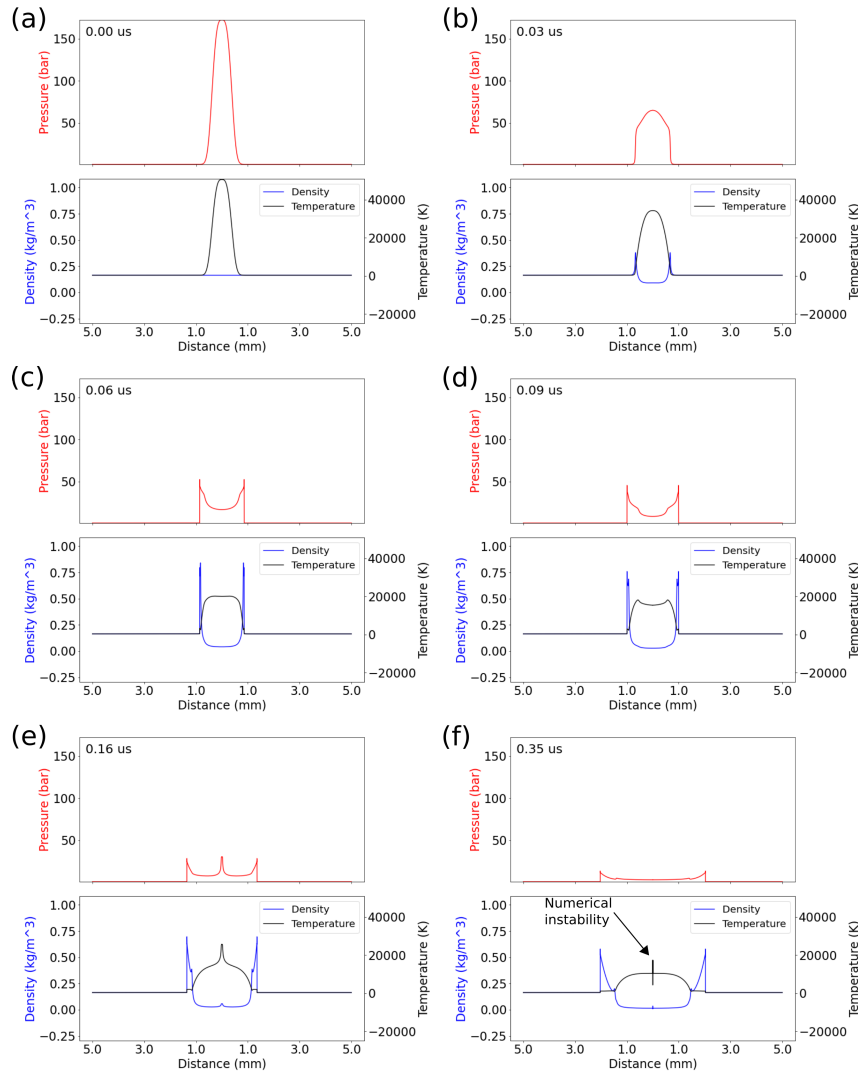 (a)
0.00 us
Pressure (bar)
150
100
50
Density (kg/m^3)
1.00
0.75
0.50
0.25
0.00
−0.25
Density
Temperature
40000
20000
0
−20000
Temperature (K)
5.0 3.0 1.0 1.0 3.0 5.0
Distance (mm)
(b)
0.03 us
Pressure (bar)
150
100
50
Density (kg/m^3)
1.00
0.75
0.50
0.25
0.00
−0.25
Density
Temperature
40000
20000
0
−20000
Temperature (K)
5.0 3.0 1.0 1.0 3.0 5.0
Distance (mm)
(c)
0.06 us
Pressure (bar)
150
100
50
Density (kg/m^3)
1.00
0.75
0.50
0.25
0.00
−0.25
Density
Temperature
40000
20000
0
−20000
Temperature (K)
5.0 3.0 1.0 1.0 3.0 5.0
Distance (mm)
(d)
0.09 us
Pressure (bar)
150
100
50
Density (kg/m^3)
1.00
0.75
0.50
0.25
0.00
−0.25
Density
Temperature
40000
20000
0
−20000
Temperature (K)
5.0 3.0 1.0 1.0 3.0 5.0
Distance (mm)
(e)
0.16 us
Pressure (bar)
150
100
50
Density (kg/m^3)
1.00
0.75
0.50
0.25
0.00
−0.25
Density
Temperature
40000
20000
0
−20000
Temperature (K)
5.0 3.0 1.0 1.0 3.0 5.0
Distance (mm)
(f)
0.35 us
Pressure (bar)
150
100
50
Density (kg/m^3)
1.00
0.75
0.50
0.25
0.00
−0.25
Numerical
instability
Density
Temperature
40000
20000
0
−20000
Temperature (K)
5.0 3.0 1.0 1.0 3.0 5.0
Distance (mm)